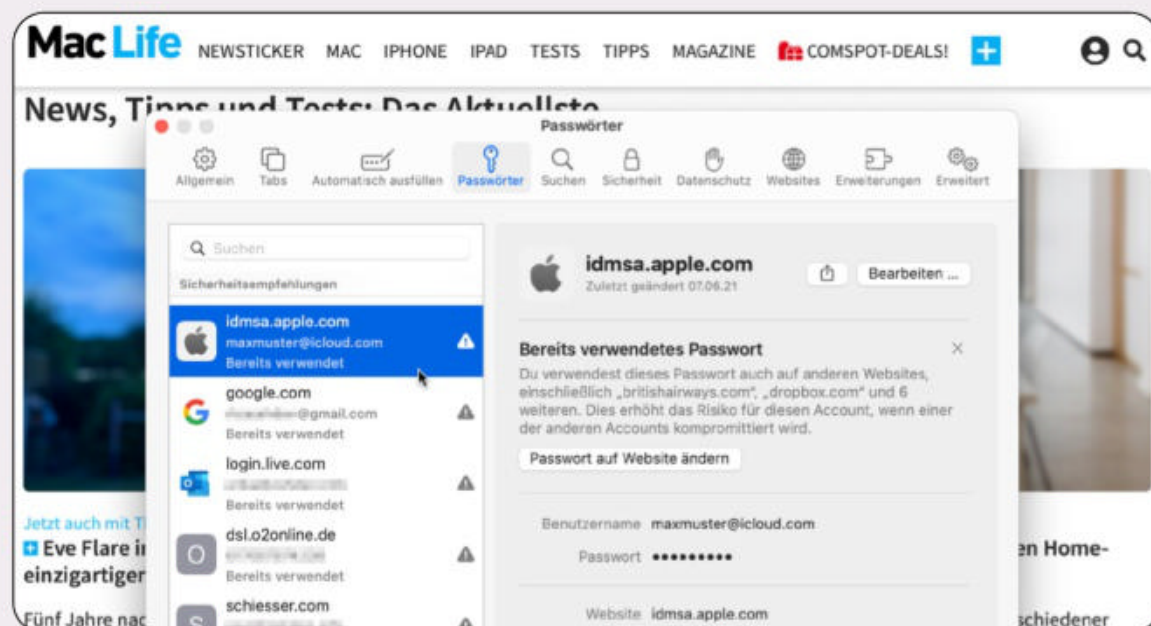 Mac Life NEWSTICKER MAC IPHONE IPAD TESTS TIPPS MAGAZINE COMSPOT-DEALS!
News, Tipps und Tests: Das Aktuellste
Passwörter
Allgemein Tabs Automatisch ausfüllen Passwörter Suchen Sicherheit Datenschutz Websites Erweiterungen Erweitert
Suchen
Sicherheitsempfehlungen
idmsa.apple.com
maxmuster@icloud.com
Bereits verwendet
google.com
@gmail.com
Bereits verwendet
login.live.com
Bereits verwendet
dsl.o2online.de
O
Bereits verwendet
schiesser.com
S
idmsa.apple.com
Zuletzt geändert 07.06.21
Bearbeiten ...
Bereits verwendetes Passwort
Du verwendest dieses Passwort auch auf anderen Websites,
einschließlich „britishairways.com“, „dropbox.com“ und 6
weiteren. Dies erhöht das Risiko für diesen Account, wenn einer
der anderen Accounts kompromittiert wird.
Passwort auf Website ändern
Benutzername maxmuster@icloud.com
Passwort •••••••••
Website idmsa.apple.com
Jetzt auch mit
Eve Flare
einzigartiger
Fünf Jahre
Home-
schiedener